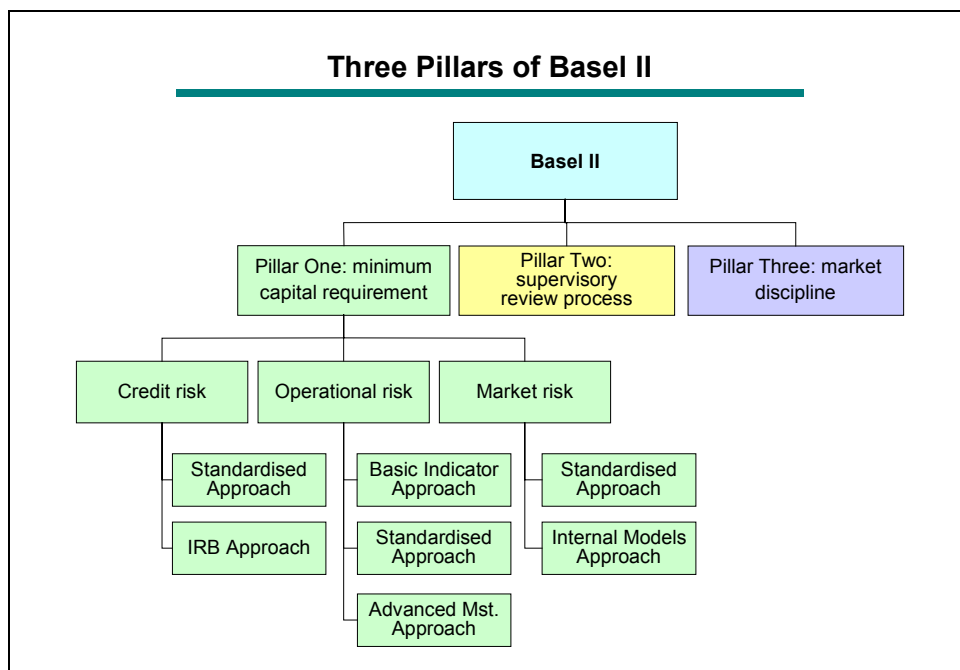 Three Pillars of Basel II
Basel II
Pillar One: minimum
capital requirement
Pillar Two:
supervisory
review process
Pillar Three: market
discipline
Credit risk
Operational risk
Market risk
Standardised
Approach
IRB Approach
Basic Indicator
Approach
Standardised
Approach
Advanced Mst.
Approach
Standardised
Approach
Internal Models
Approach